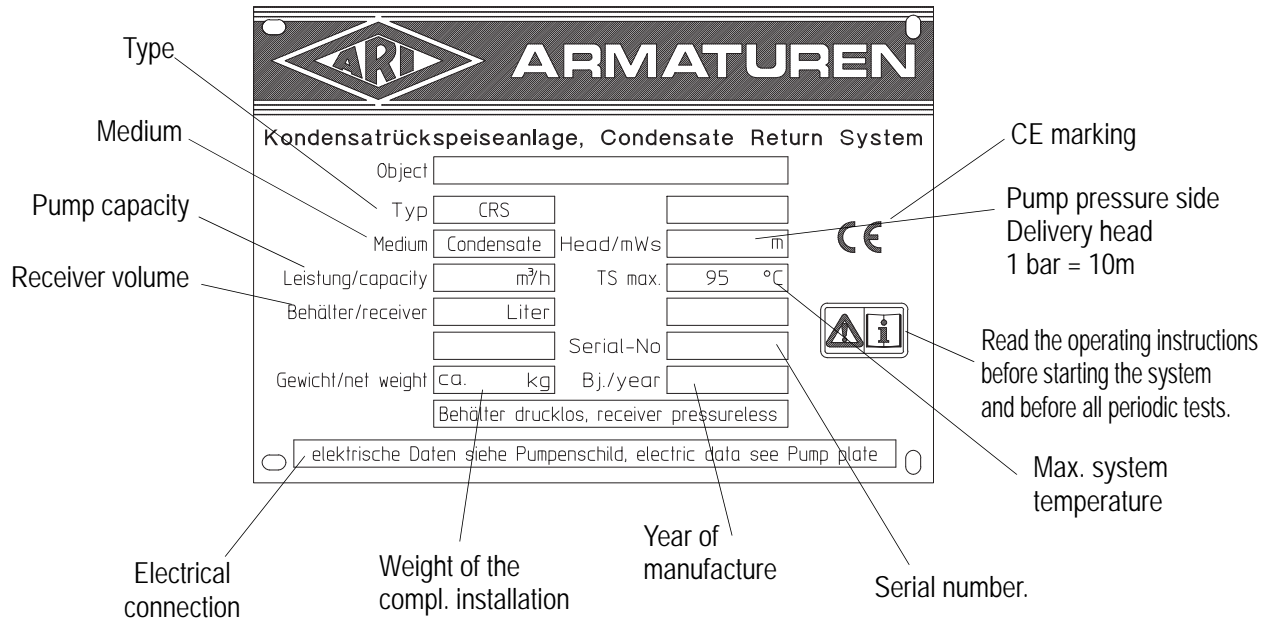 ARI ARMATUREN
Kondensatrückspeiseanlage, Condensate Return System
Object
Typ CRS
Medium Condensate Head/mWs m
Leistung/capacity m³/h TS max. 95 °C
Behälter/receiver Liter
Serial-No
Gewicht/net weight ca. kg Bj./year
Behälter drucklos, receiver pressureless
elektrische Daten siehe Pumpenschild, electric data see Pump plate
CE
i
Type
Medium
Pump capacity
Receiver volume
CE marking
Pump pressure side
Delivery head
1 bar = 10m
Read the operating instructions
before starting the system
and before all periodic tests.
Max. system
temperature
Electrical
connection
Weight of the
compl. installation
Year of
manufacture
Serial number.